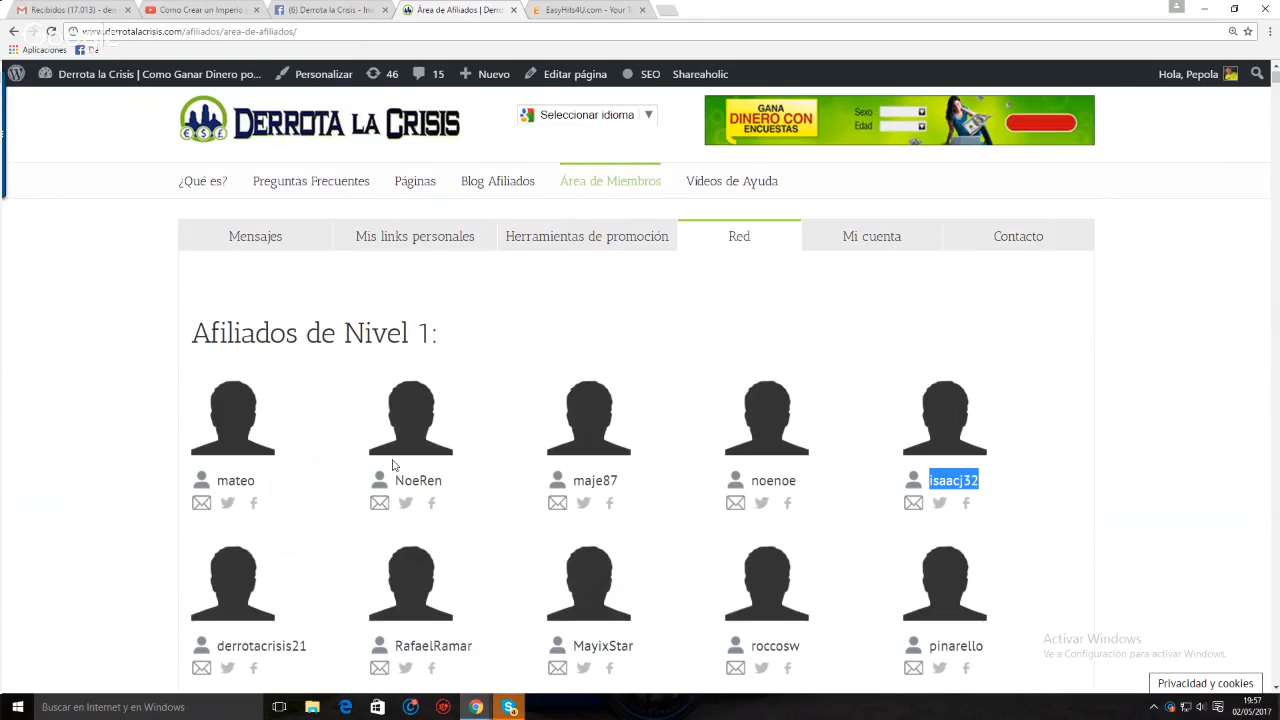 Recibidos (17.013) - der
Como Crear un Imperio
(6) Derrota la Crisis - Ini
Área de Afiliados | Derro
EasyHits4U.com - Your T
www.derrotalacrisis.com/afiliados/area-de-afiliados/
Aplicaciones De
Derrota la Crisis | Como Ganar Dinero po... Personalizar 46 15 Nuevo Editar página SEO Shareaholic Hola, Pepola
DERROTA LA CRISIS
€$£
Seleccionar idioma ▼
GANA
DINERO CON
ENCUESTAS
Sexo
Edad
¿Qué es? Preguntas Frecuentes Páginas Blog Afiliados Área de Miembros Videos de Ayuda
Mensajes Mis links personales Herramientas de promoción Red Mi cuenta Contacto
Afiliados de Nivel 1:
mateo NoeRen maje87 noenoe isaacj32
derrotacrisis21 RafaelRamar MayixStar roccosw pinarello
Activar Windows
Ve a Configuración para activar Windows.
Privacidad y cookies
Buscar en Internet y en Windows
19:57
02/05/2017